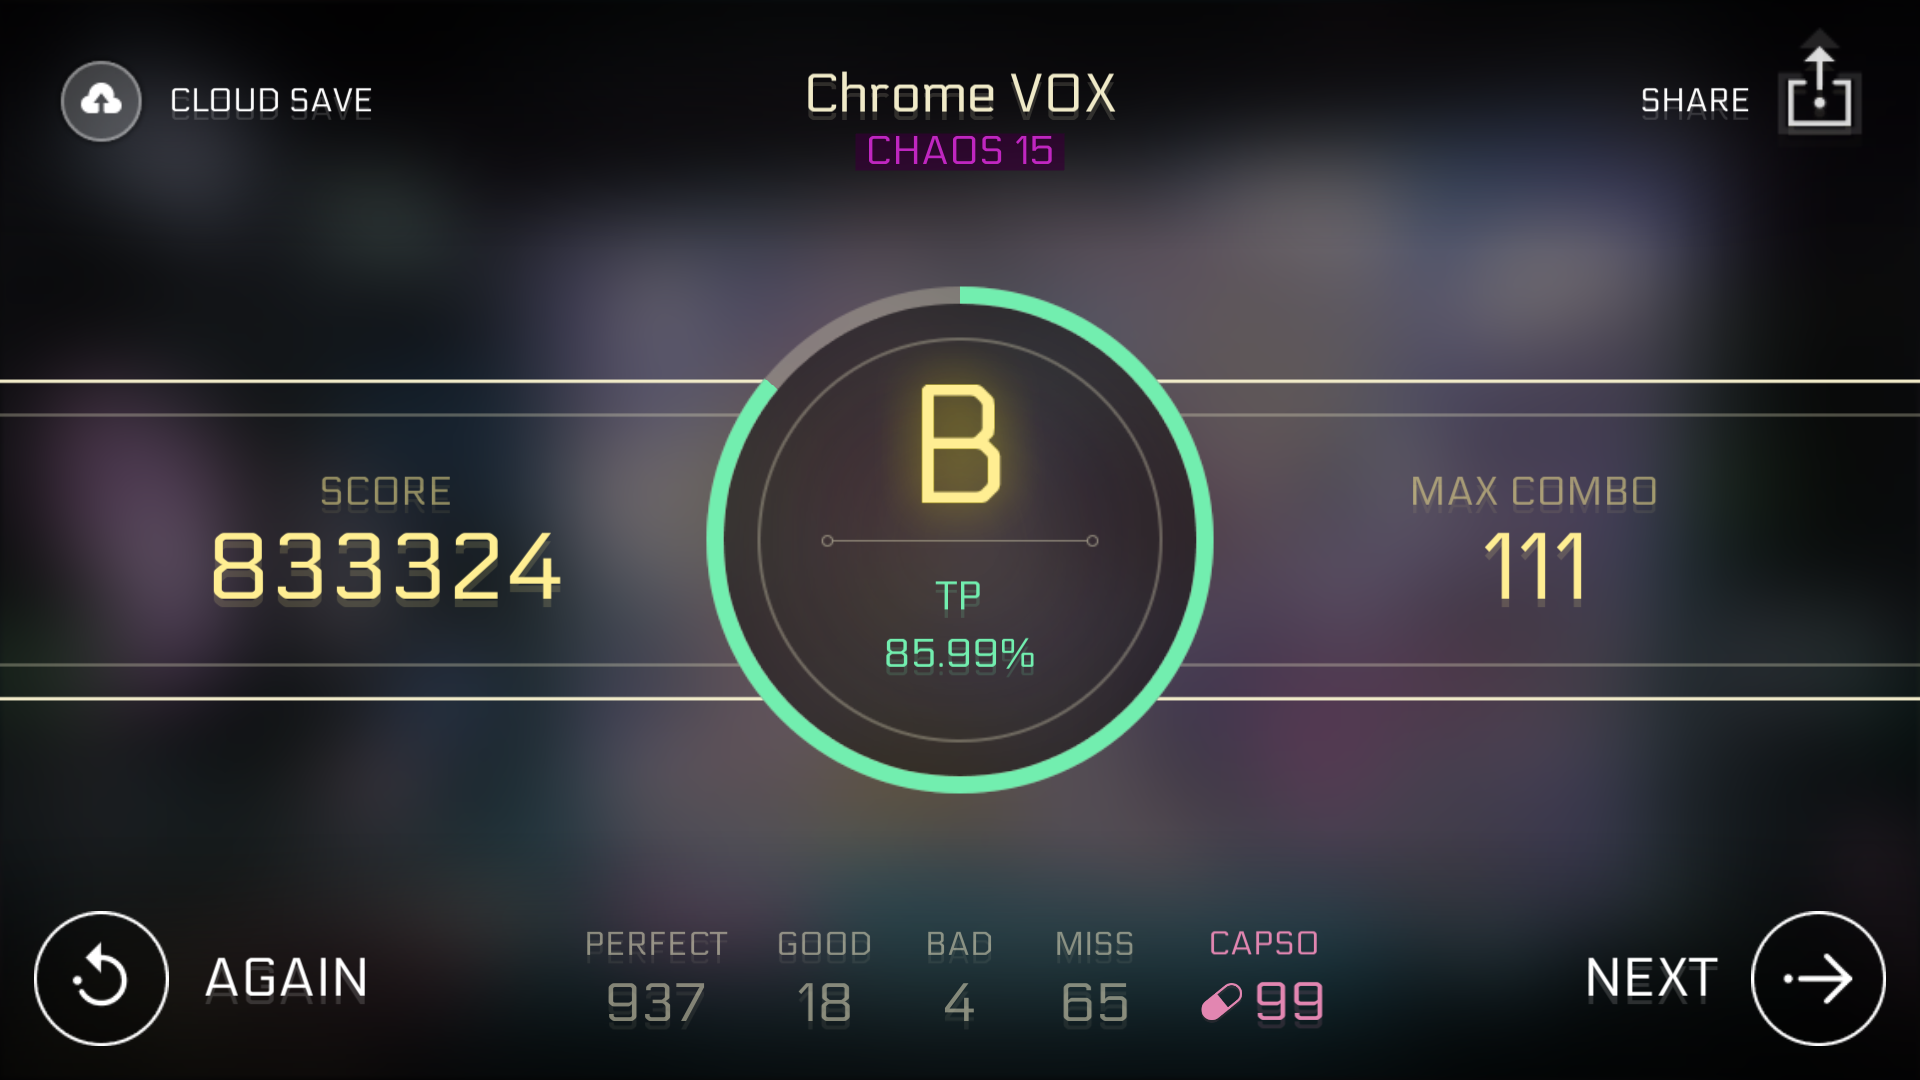 CLOUD SAVE
Chrome VOX
CHAOS 15
SHARE
B
SCORE
833324
TP
85.99%
MAX COMBO
111
AGAIN
PERFECT GOOD BAD MISS CAPSO
937 18 4 65 99
NEXT